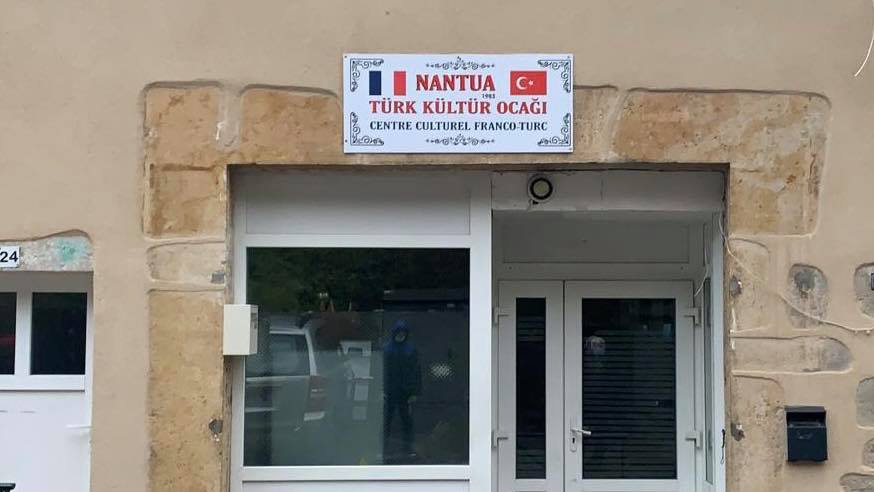 NANTUA
1983
TÜRK KÜLTÜR OCAĞI
CENTRE CULTUREL FRANCO-TURC
24